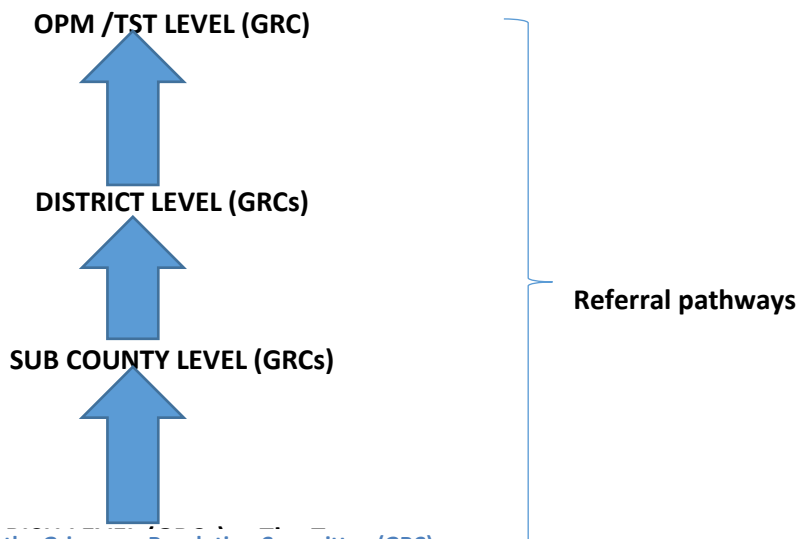 OPM /TST LEVEL (GRC)
DISTRICT LEVEL (GRCs)
Referral pathways
SUB COUNTY LEVEL (GRCs)